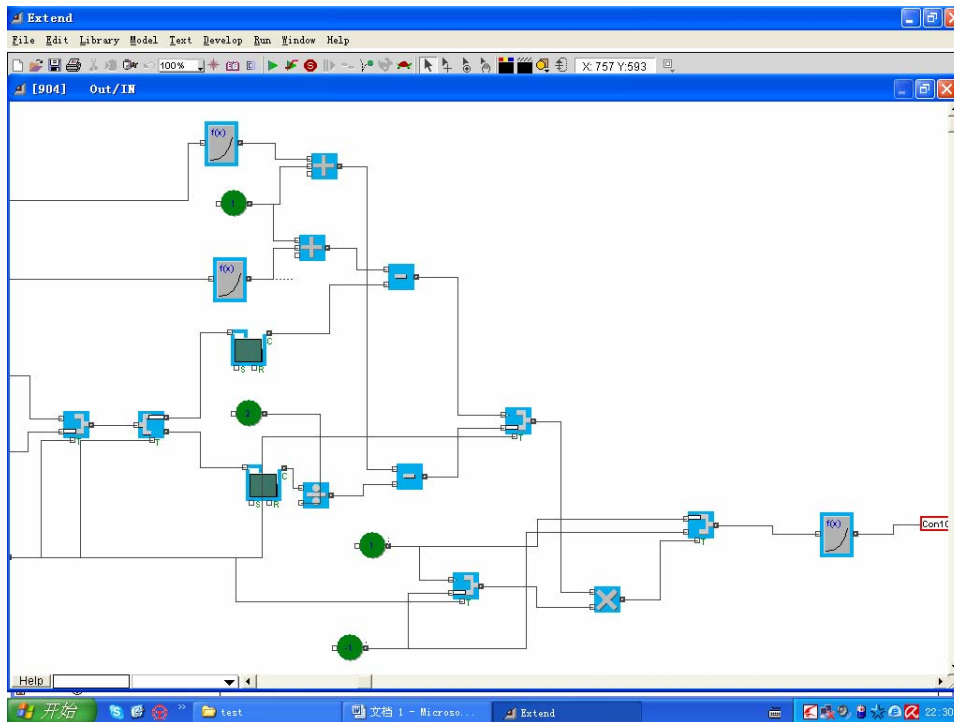 Extend
File Edit Library Model Text Develop Run Window Help
100% X: 757 Y:593
[904] Out/IN
f(x)
1
f(x)
C
S R
2
T T
T
C
S R
1
T
f(x)
Con1O
T
-1
Help
开始 » test 文档 1 - Microso... Extend 22:30